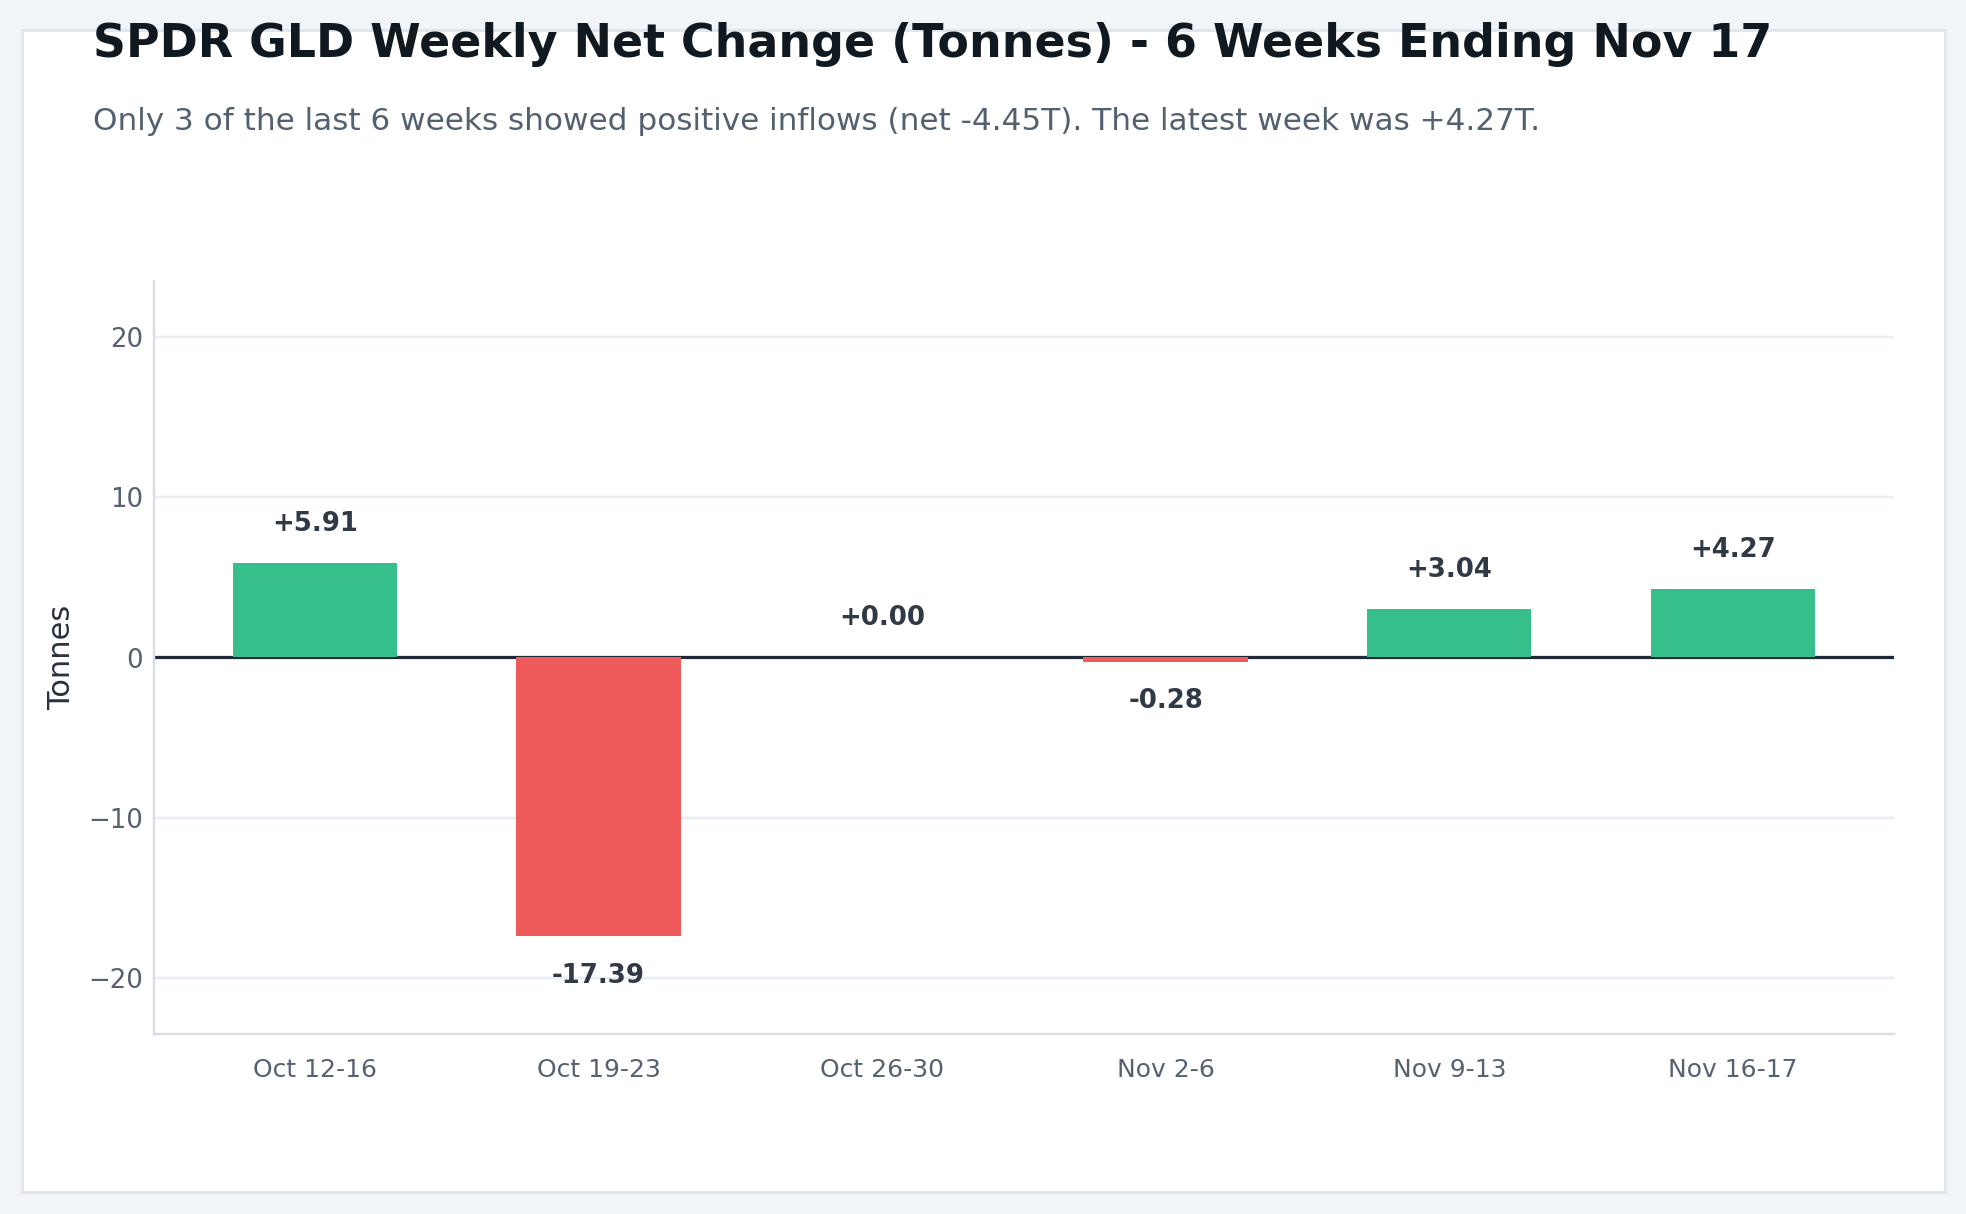 SPDR GLD Weekly Net Change (Tonnes) - 6 Weeks Ending Nov 17
Only 3 of the last 6 weeks showed positive inflows (net -4.45T). The latest week was +4.27T.
Tonnes
20
10
0
−10
−20
+5.91
-17.39
+0.00
-0.28
+3.04
+4.27
Oct 12-16
Oct 19-23
Oct 26-30
Nov 2-6
Nov 9-13
Nov 16-17